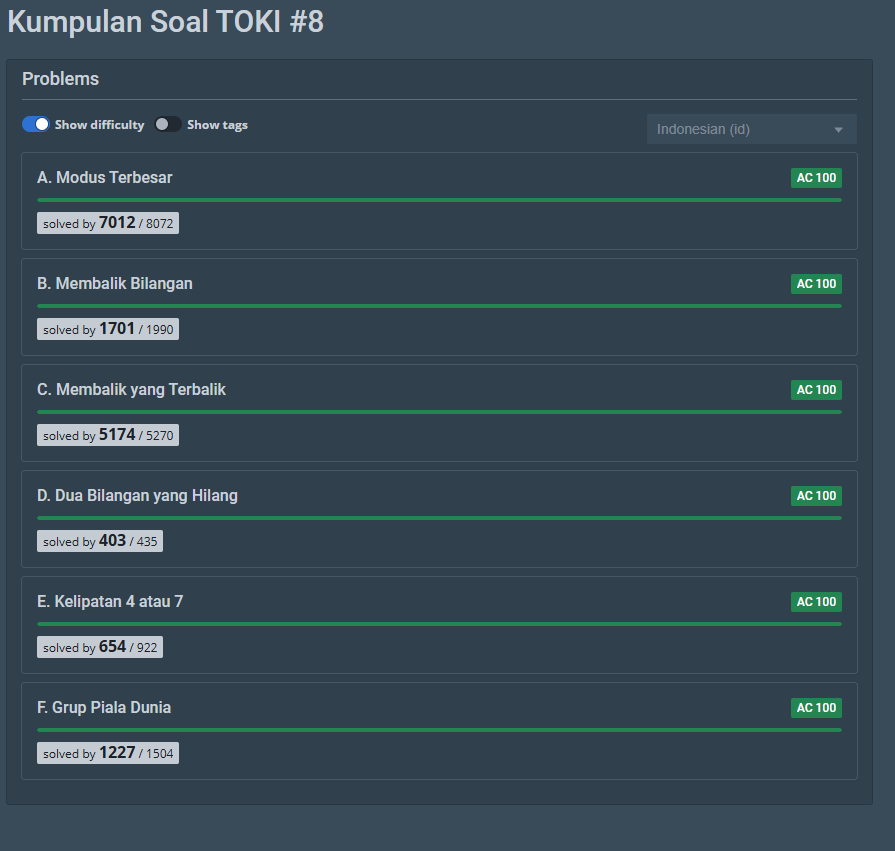 Kumpulan Soal TOKI #8
Problems
Show difficulty Show tags Indonesian (id)
A. Modus Terbesar AC 100
solved by 7012 / 8072
B. Membalik Bilangan AC 100
solved by 1701 / 1990
C. Membalik yang Terbalik AC 100
solved by 5174 / 5270
D. Dua Bilangan yang Hilang AC 100
solved by 403 / 435
E. Kelipatan 4 atau 7 AC 100
solved by 654 / 922
F. Grup Piala Dunia AC 100
solved by 1227 / 1504